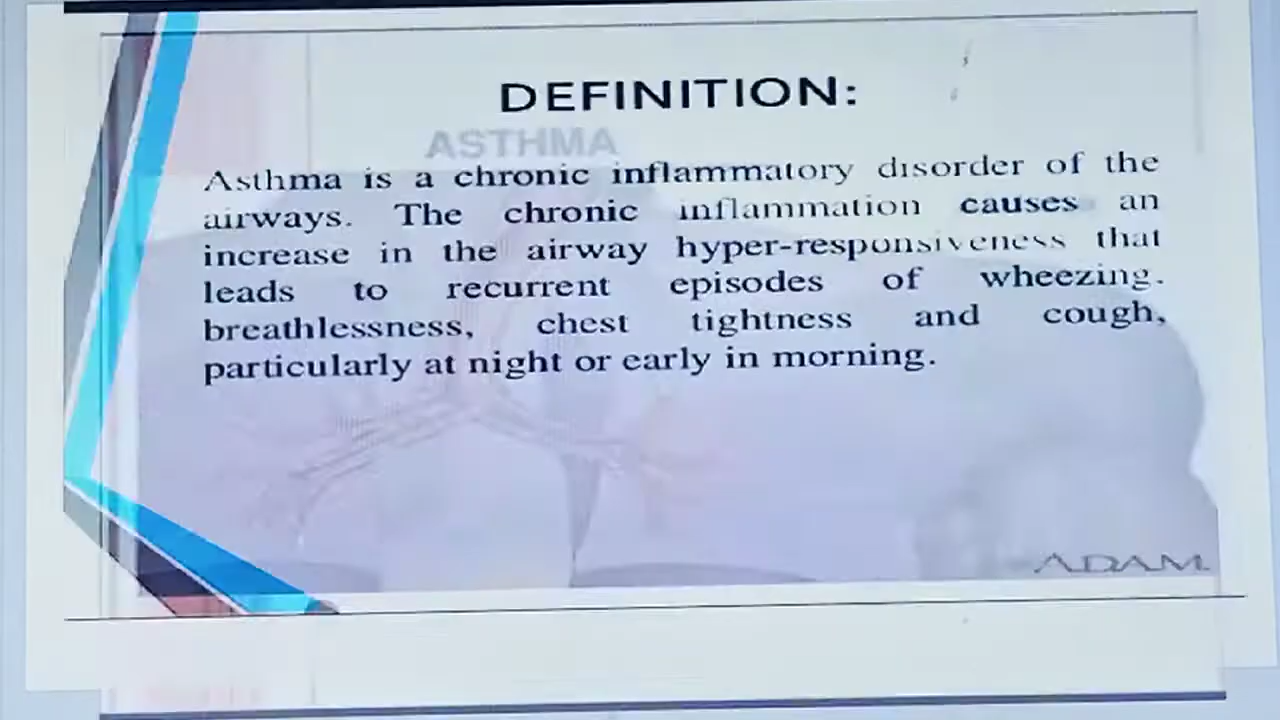 DEFINITION:
ASTHMA
Asthma is a chronic inflammatory disorder of the
airways. The chronic inflammation causes an
increase in the airway hyper-responsiveness that
leads to recurrent episodes of wheezing.
breathlessness, chest tightness and cough,
particularly at night or early in morning.
ADAM.